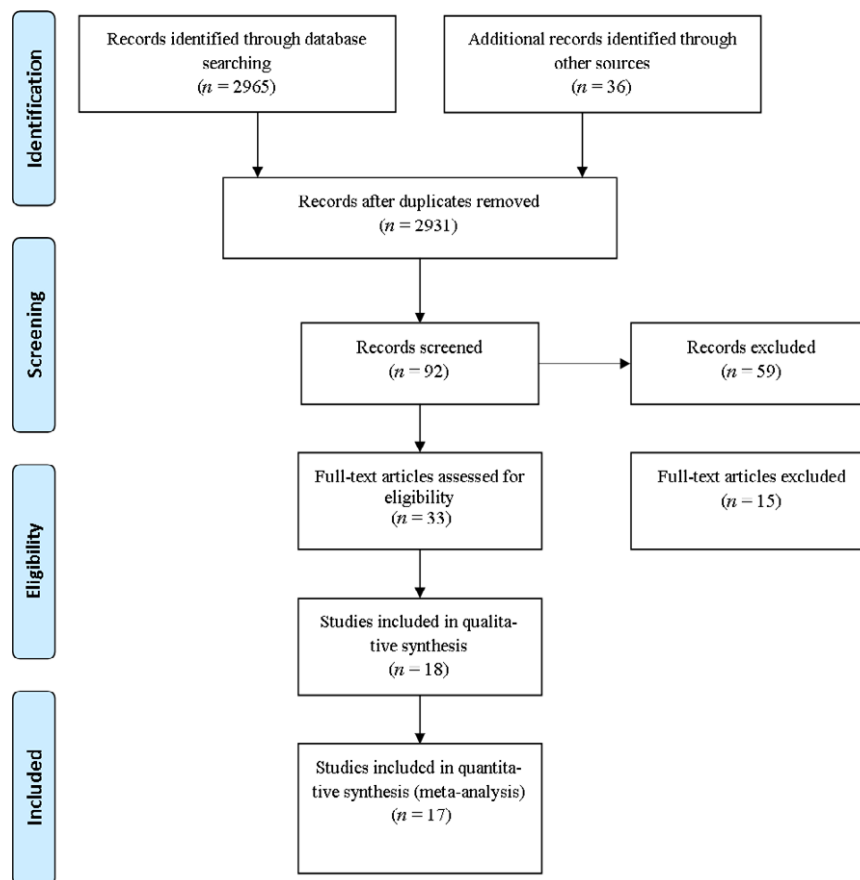 Identification
Records identified through database
searching
(n = 2965)
Additional records identified through
other sources
(n = 36)
Records after duplicates removed
(n = 2931)
Screening
Records screened
(n = 92)
Records excluded
(n = 59)
Eligibility
Full-text articles assessed for
eligibility
(n = 33)
Full-text articles excluded
(n = 15)
Studies included in qualita-
tive synthesis
(n = 18)
Included
Studies included in quantita-
tive synthesis (meta-analysis)
(n = 17)